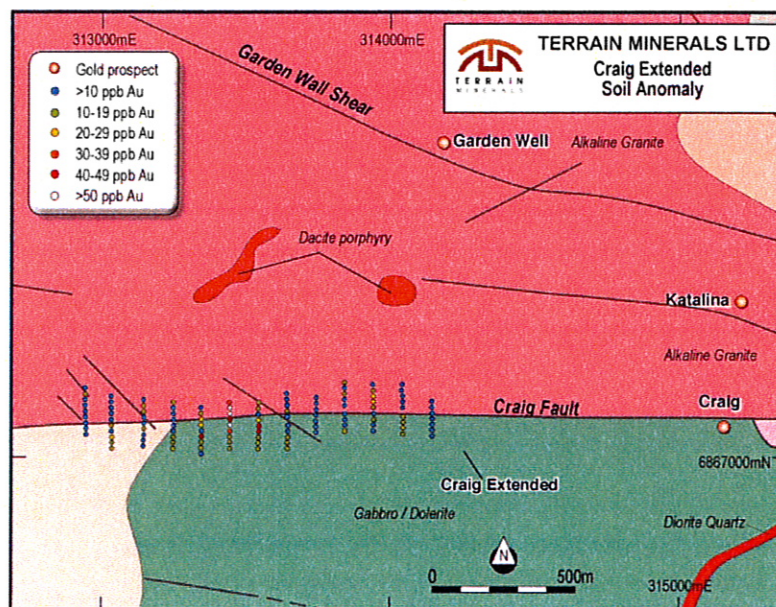 313000mE
314000mE
TERRAIN MINERALS LTD
Craig Extended
Soil Anomaly
TERRAIN
MINERALS
Gold prospect
>10 ppb Au
10-19 ppb Au
20-29 ppb Au
30-39 ppb Au
40-49 ppb Au
>50 ppb Au
Garden Wall Shear
Garden Well
Alkaline Granite
Dacite porphyry
Katalina
Alkaline Granite
Craig Fault
Craig
6867000mN
Craig Extended
Gabbro / Dolerite
Diorite Quartz
N
0
500m
315000mE